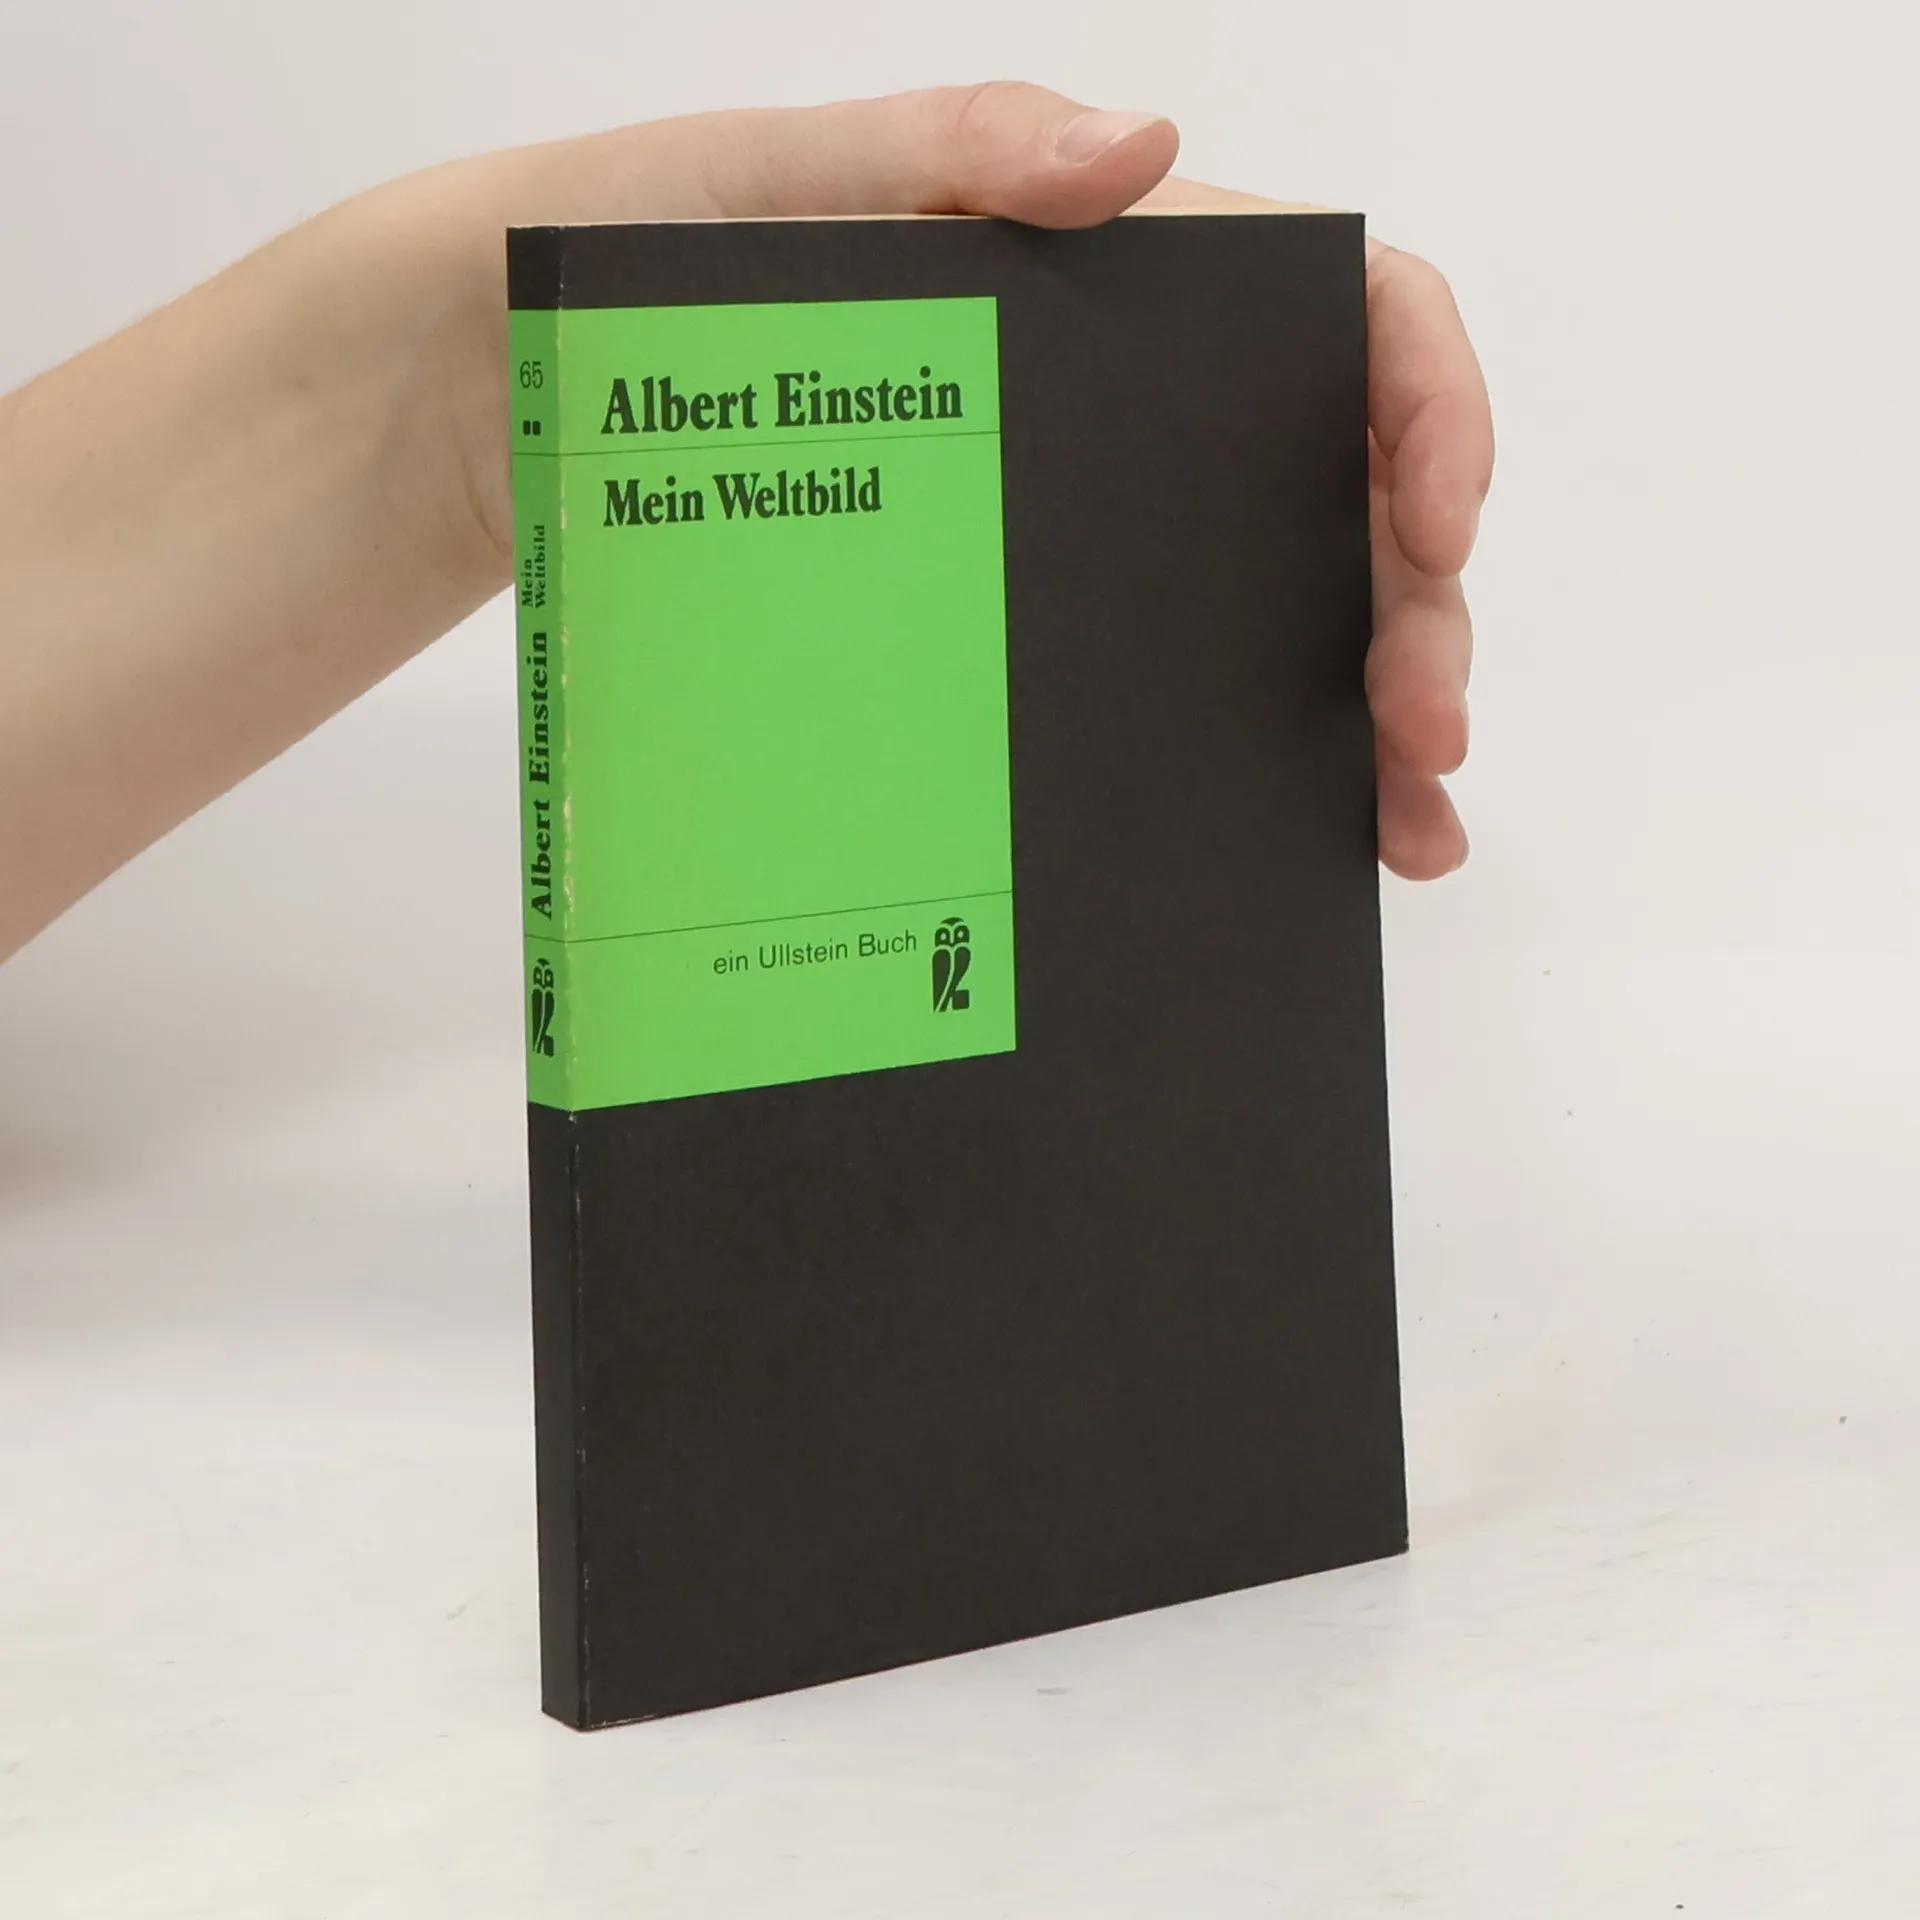 65
Mein
Weltbild
Albert Einstein
Albert Einstein
Mein Weltbild
ein Ullstein Buch